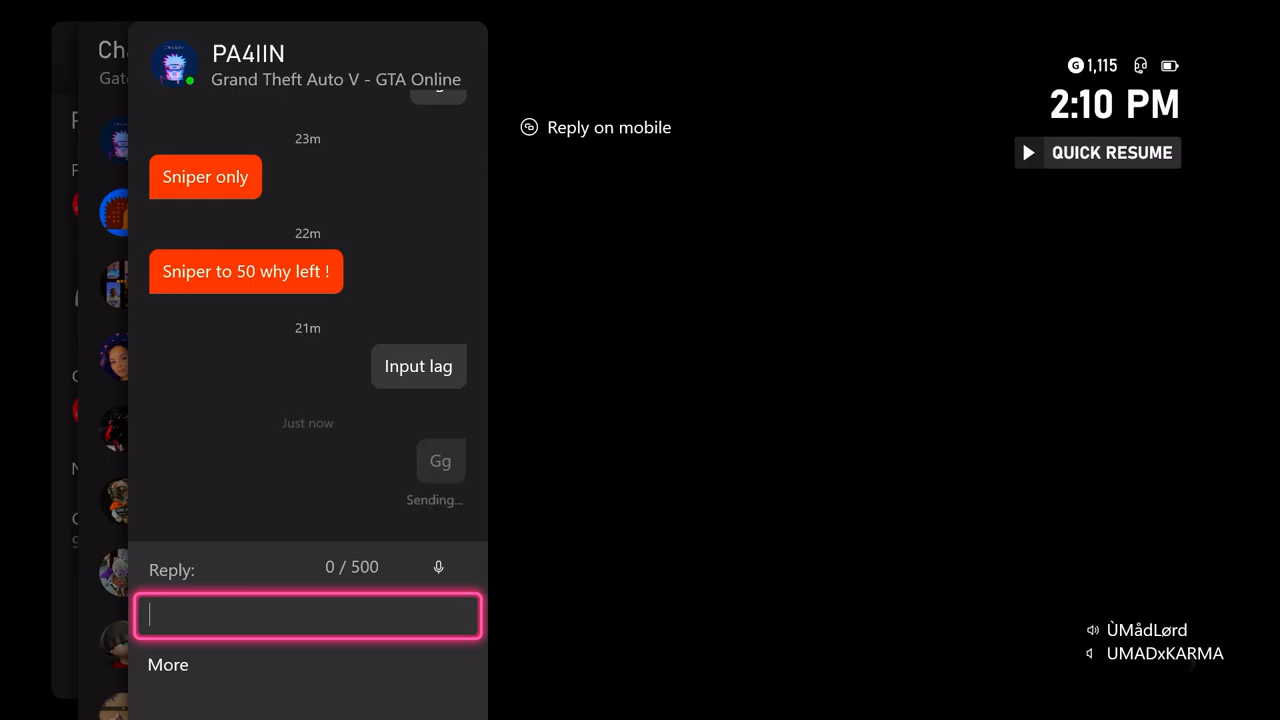 PA4IIN
Grand Theft Auto V - GTA Online
23m
Sniper only
22m
Sniper to 50 why left !
21m
Input lag
Just now
Gg
Sending...
Reply:
0 / 500
More
Reply on mobile
G 1,115
2:10 PM
QUICK RESUME
ÙMådLørd
UMADxKARMA